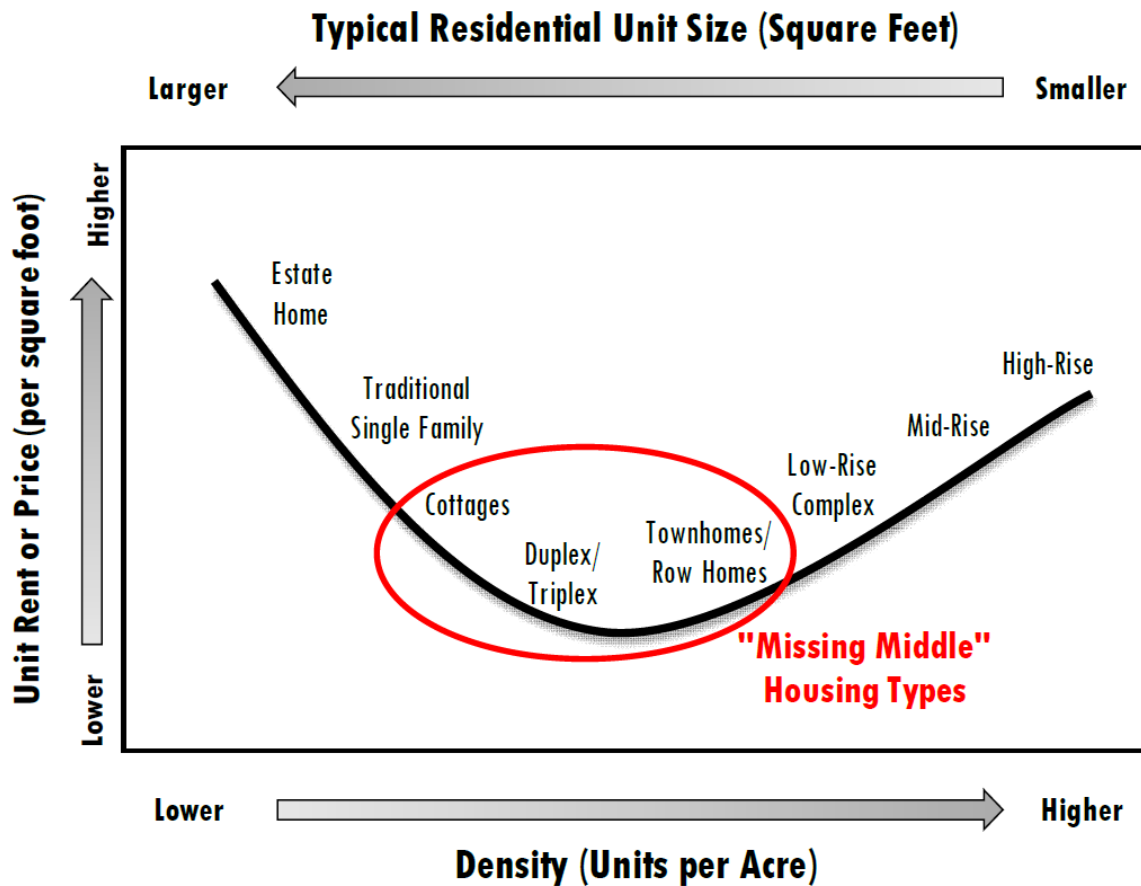 Typical Residential Unit Size (Square Feet)
Larger
Smaller
Unit Rent or Price (per square foot)
Higher
Lower
Estate
Home
Traditional
Single Family
Cottages
Duplex/
Triplex
Townhomes/
Row Homes
Low-Rise
Complex
Mid-Rise
High-Rise
"Missing Middle"
Housing Types
Lower
Higher
Density (Units per Acre)